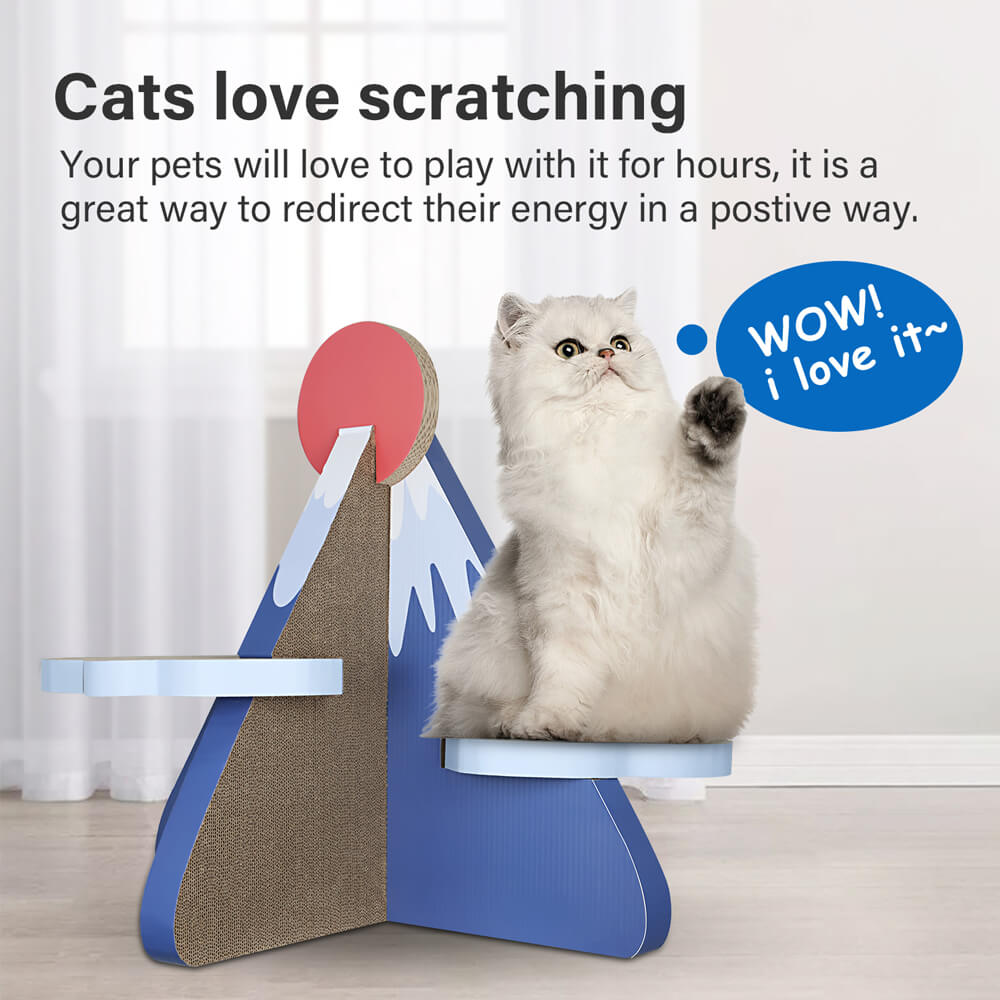 Cats love scratching
Your pets will love to play with it for hours, it is a
great way to redirect their energy in a postive way.
WOW!
i love it~